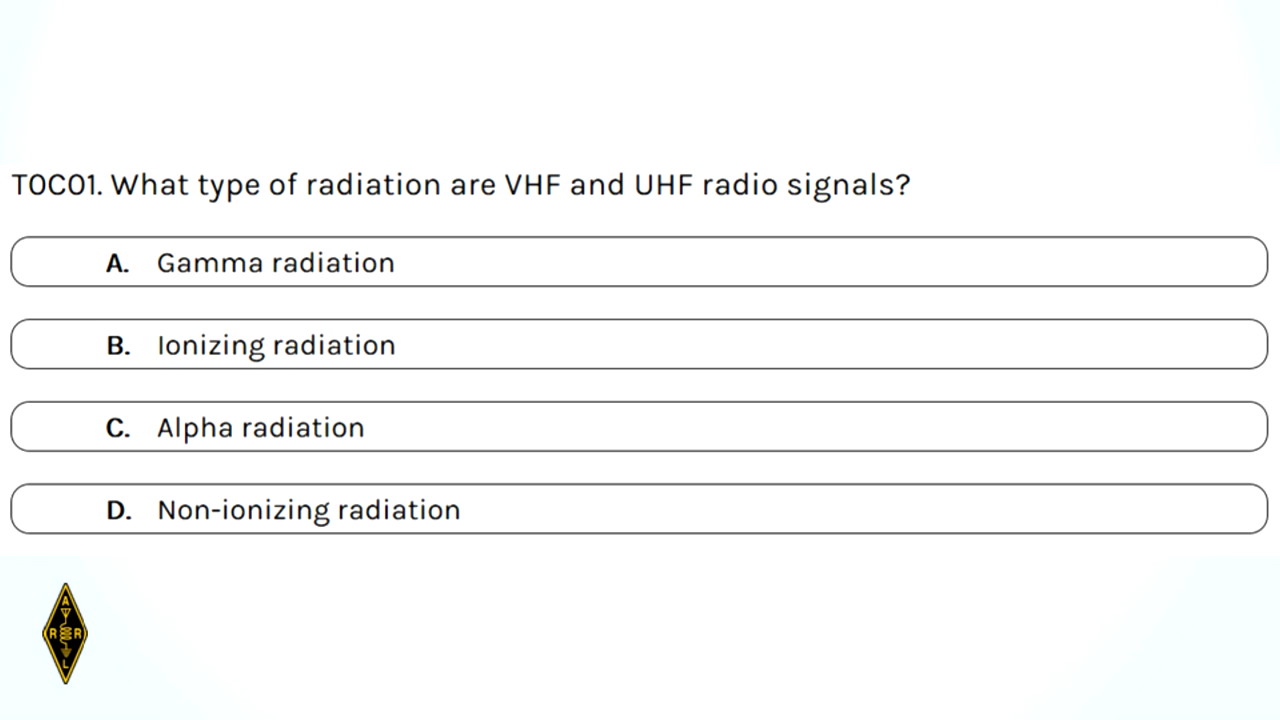 T0C01. What type of radiation are VHF and UHF radio signals?
A. Gamma radiation
B. Ionizing radiation
C. Alpha radiation
D. Non-ionizing radiation
A
R R
L